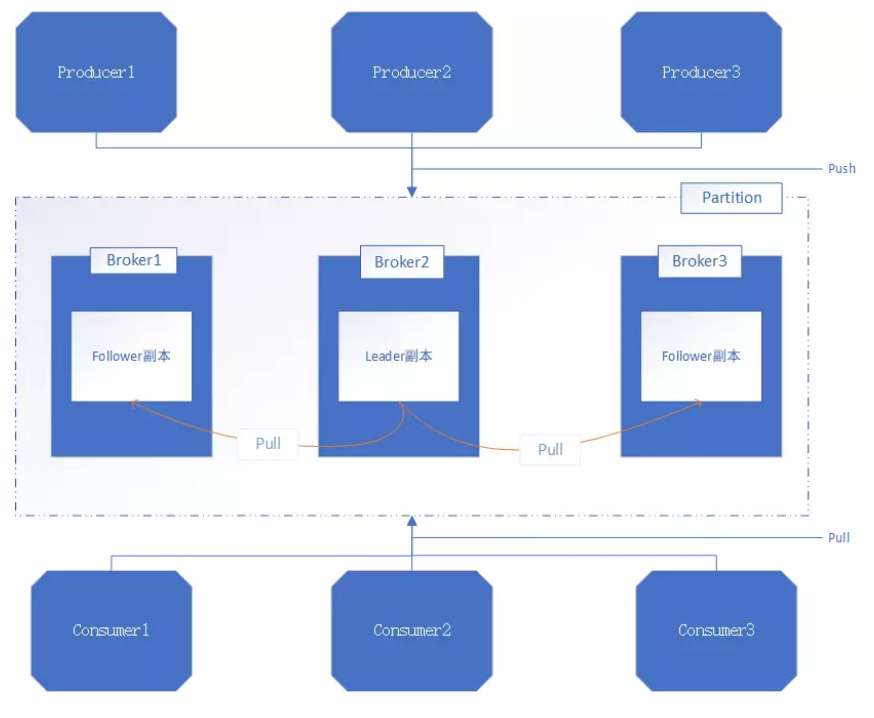 Producer1
Producer2
Producer3
Push
Partition
Broker1
Broker2
Broker3
Follower副本
Leader副本
Follower副本
Pull
Pull
Pull
Consumer1
Consumer2
Consumer3